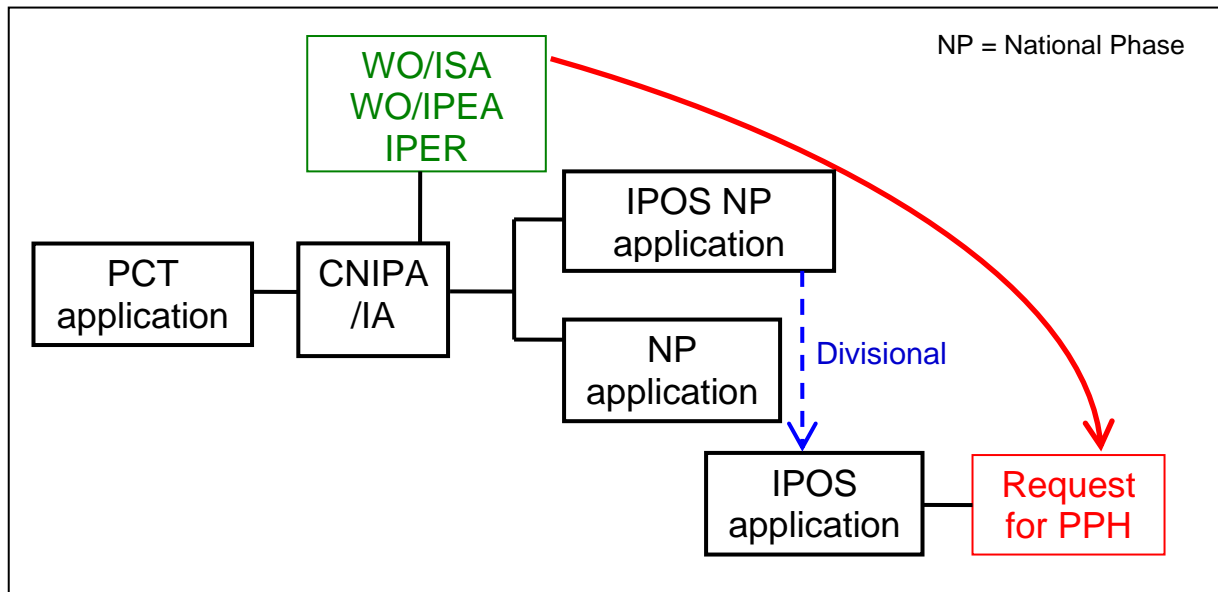 NP = National Phase
WO/ISA
WO/IPEA
IPER
IPOS NP
application
PCT
application
CNIPA
/IA
NP
application
Divisional
IPOS
application
Request
for PPH